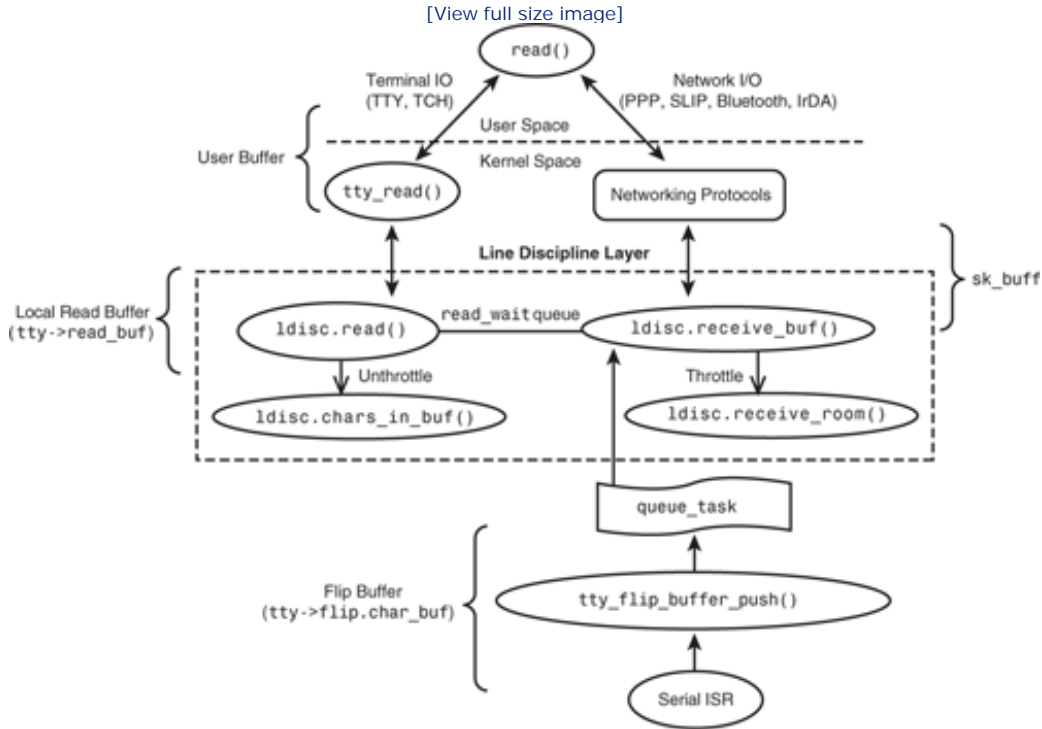 [View full size image]
read()
Terminal IO
(TTY, TCH)
Network I/O
(PPP, SLIP, Bluetooth, IrDA)
User Space
User Buffer
Kernel Space
tty_read()
Networking Protocols
Line Discipline Layer
sk_buff
Local Read Buffer
(tty->read_buf)
ldisc.read()
read_wait queue
ldisc.receive_buf()
Unthrottle
Throttle
ldisc.chars_in_buf()
ldisc.receive_room()
queue_task
Flip Buffer
(tty->flip.char_buf)
tty_flip_buffer_push()
Serial ISR